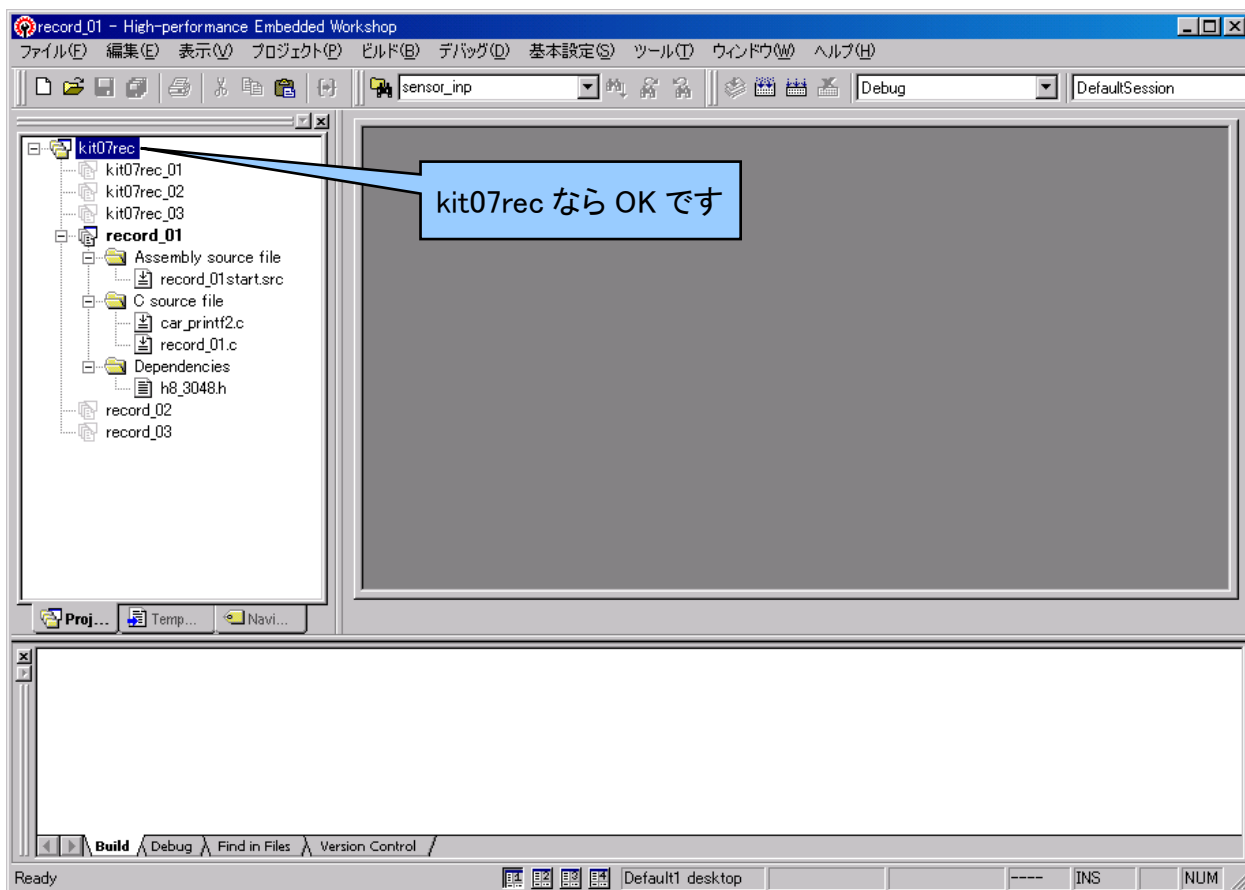 record_01 - High-performance Embedded Workshop
ファイル(F) 編集(E) 表示(V) プロジェクト(P) ビルド(B) デバッグ(D) 基本設定(S) ツール(T) ウィンドウ(W) ヘルプ(H)
sensor_inp Debug DefaultSession
kit07rec
kit07rec_01
kit07rec_02
kit07rec_03
record_01
Assembly source file
record_01start.src
C source file
car_printf2.c
record_01.c
Dependencies
h8_3048.h
record_02
record_03
kit07rec なら OK です
Proj... Temp... Navi...
Build Debug Find in Files Version Control
Ready 1 2 3 4 Default1 desktop ---- INS NUM